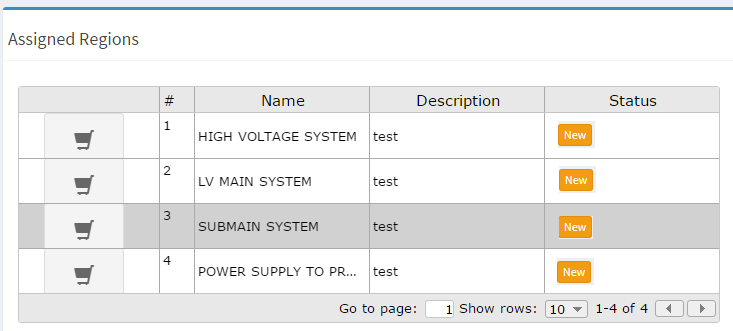 Assigned Regions
# Name Description Status
1 HIGH VOLTAGE SYSTEM test New
2 LV MAIN SYSTEM test New
3 SUBMAIN SYSTEM test New
4 POWER SUPPLY TO PR... test New
Go to page: 1 Show rows: 10 1-4 of 4